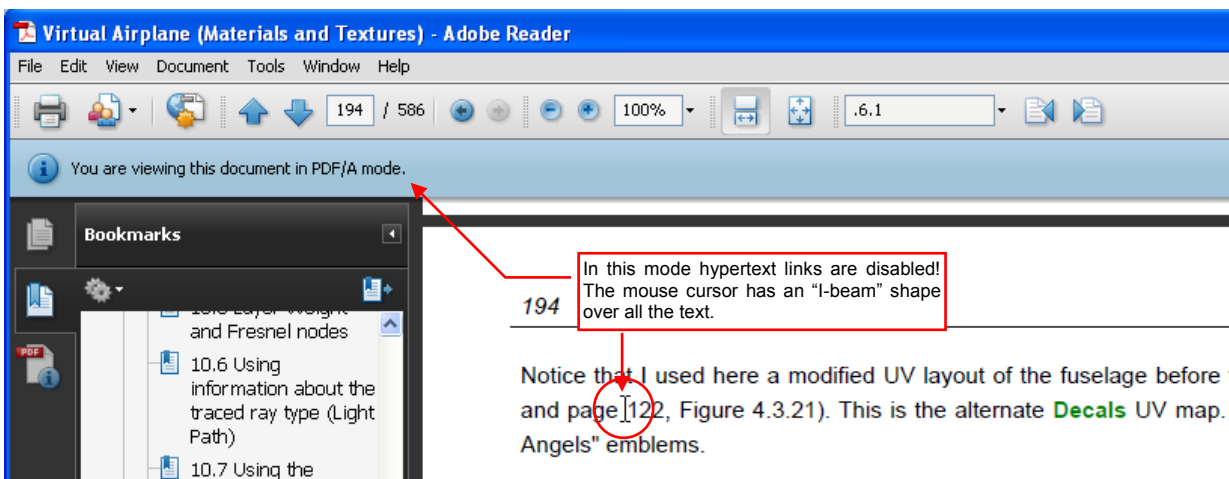 Virtual Airplane (Materials and Textures) - Adobe Reader
File Edit View Document Tools Window Help
194 / 586 100% .6.1
You are viewing this document in PDF/A mode.
Bookmarks
and Fresnel nodes
10.6 Using
information about the
traced ray type (Light
Path)
10.7 Using the
PDF
In this mode hypertext links are disabled!
The mouse cursor has an “I-beam” shape
over all the text.
194
Notice that I used here a modified UV layout of the fuselage before
and page 122, Figure 4.3.21). This is the alternate Decals UV map.
Angels" emblems.